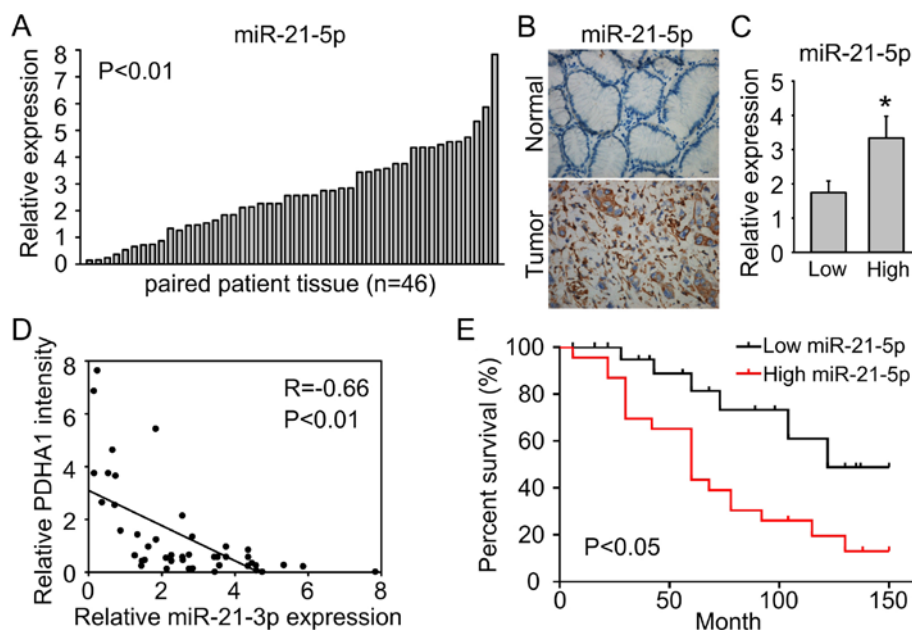 A
miR-21-5p
P<0.01
Relative expression
8
7
6
5
4
3
2
1
0
paired patient tissue (n=46)
B
miR-21-5p
Normal
Tumor
C
miR-21-5p
Relative expression
5
4
3
2
1
0
*
Low High
D
Relative PDHA1 intensity
8
6
4
2
0
R=-0.66
P<0.01
0 2 4 6 8
Relative miR-21-3p expression
E
Percent survival (%)
100
80
60
40
20
0
Low miR-21-5p
High miR-21-5p
P<0.05
0 50 100 150
Month